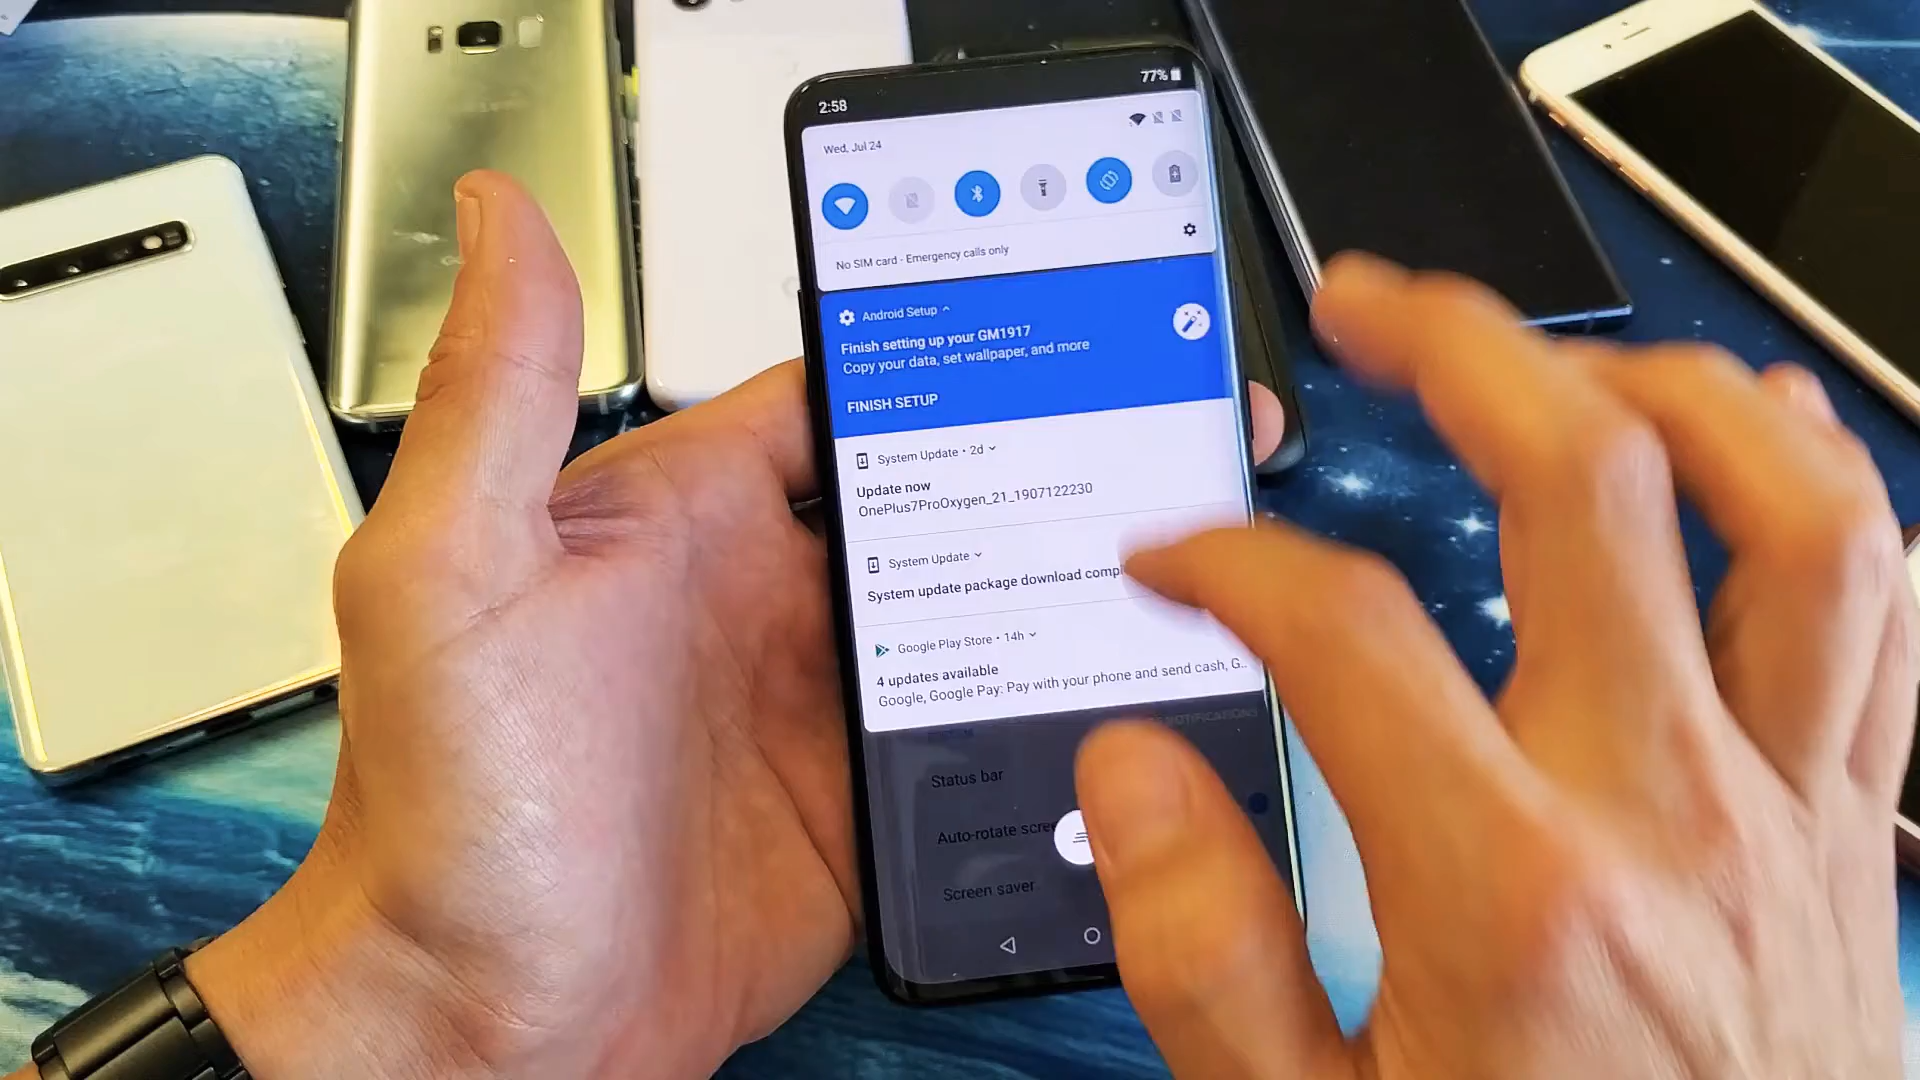 2:58
77%
Wed, Jul 24
No SIM card - Emergency calls only
Android Setup
Finish setting up your GM1917
Copy your data, set wallpaper, and more
FINISH SETUP
System Update • 2d
Update now
OnePlus7ProOxygen_21_1907122230
System Update
System update package download compl
Google Play Store • 14h
4 updates available
Google, Google Pay: Pay with your phone and send cash, G...
NOTIFICATIONS
Status bar
Auto-rotate scree
Screen saver